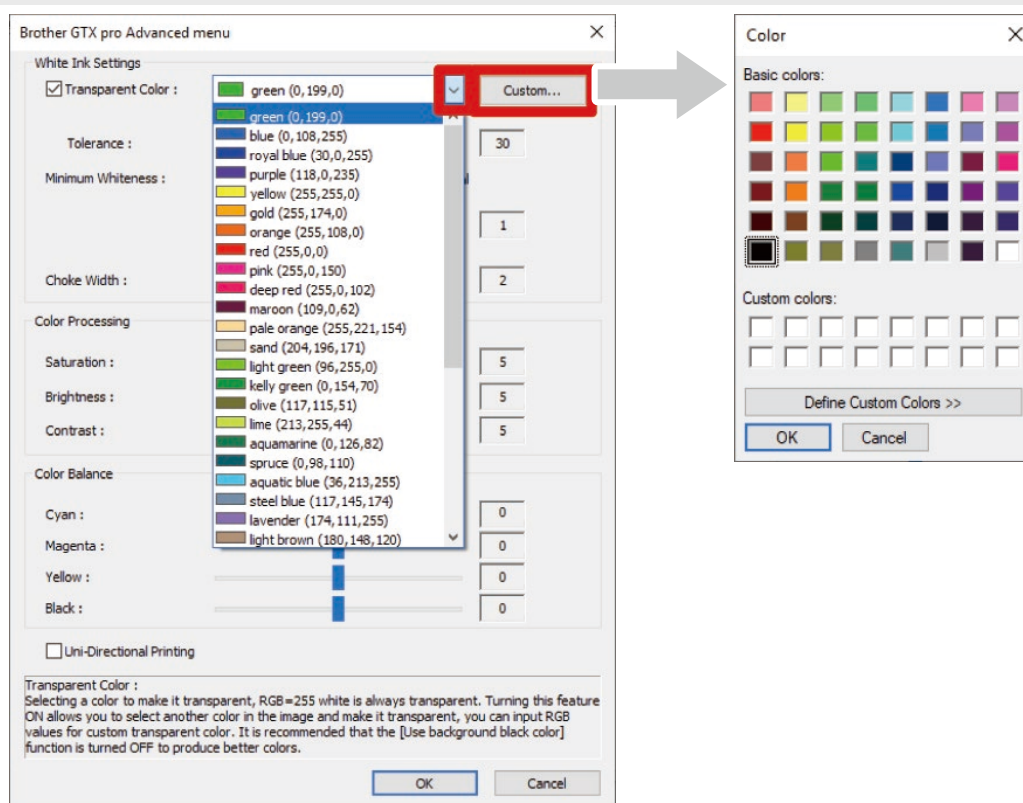 Brother GTX pro Advanced menu
White Ink Settings
Transparent Color :
green (0,199,0)
Custom...
green (0,199,0)
blue (0,108,255)
royal blue (30,0,255)
purple (118,0,235)
yellow (255,255,0)
gold (255,174,0)
orange (255,108,0)
red (255,0,0)
pink (255,0,150)
deep red (255,0,102)
maroon (109,0,62)
pale orange (255,221,154)
sand (204,196,171)
light green (96,255,0)
kelly green (0,154,70)
olive (117,115,51)
lime (213,255,44)
aquamarine (0,126,82)
spruce (0,98,110)
aquatic blue (36,213,255)
steel blue (117,145,174)
lavender (174,111,255)
light brown (180,148,120)
Tolerance :
30
Minimum Whiteness :
1
Choke Width :
2
Color Processing
Saturation :
5
Brightness :
5
Contrast :
5
Color Balance
Cyan :
0
Magenta :
0
Yellow :
0
Black :
0
Uni-Directional Printing
Transparent Color :
Selecting a color to make it transparent, RGB=255 white is always transparent. Turning this feature
ON allows you to select another color in the image and make it transparent, you can input RGB
values for custom transparent color. It is recommended that the [Use background black color]
function is turned OFF to produce better colors.
OK
Cancel
Color
Basic colors:
Custom colors:
Define Custom Colors >>
OK
Cancel